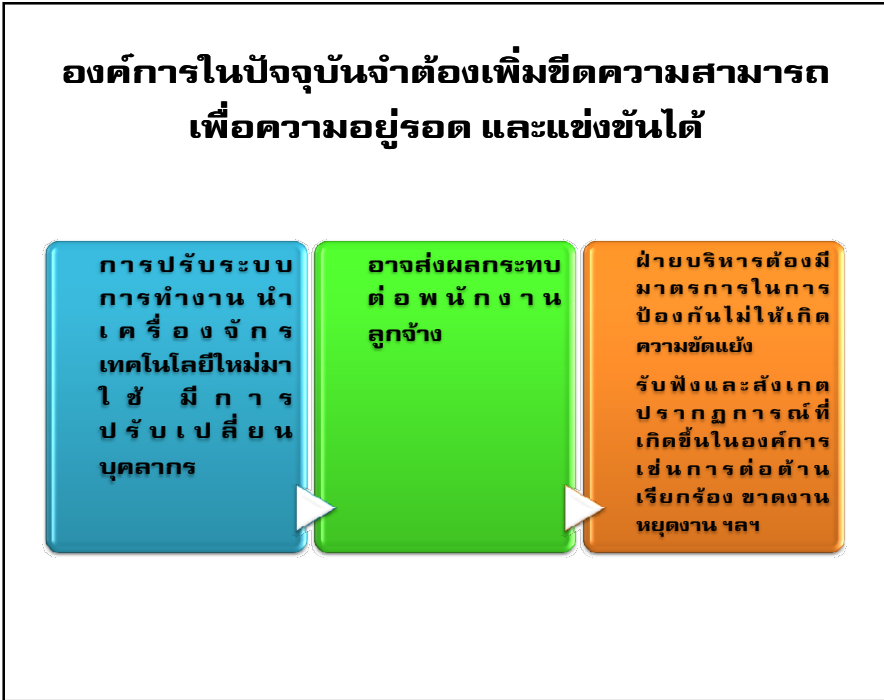 องค์การในปัจจุบันจำต้องเพิ่มขีดความสามารถ
เพื่อความอยู่รอด และแข่งขันได้
การปรับระบบ
การทำงาน นำ
เครื่องจักร
เทคโนโลยีใหม่มา
ใช้ มีการ
ปรับเปลี่ยน
บุคลากร
อาจส่งผลกระทบ
ต่อพนักงาน
ลูกจ้าง
ฝ่ายบริหารต้องมี
มาตรการในการ
ป้องกันไม่ให้เกิด
ความขัดแย้ง
รับฟังและสังเกต
ปรากฏการณ์ที่
เกิดขึ้นในองค์การ
เช่นการต่อต้าน
เรียกร้อง ขาดงาน
หยุดงาน ฯลฯ